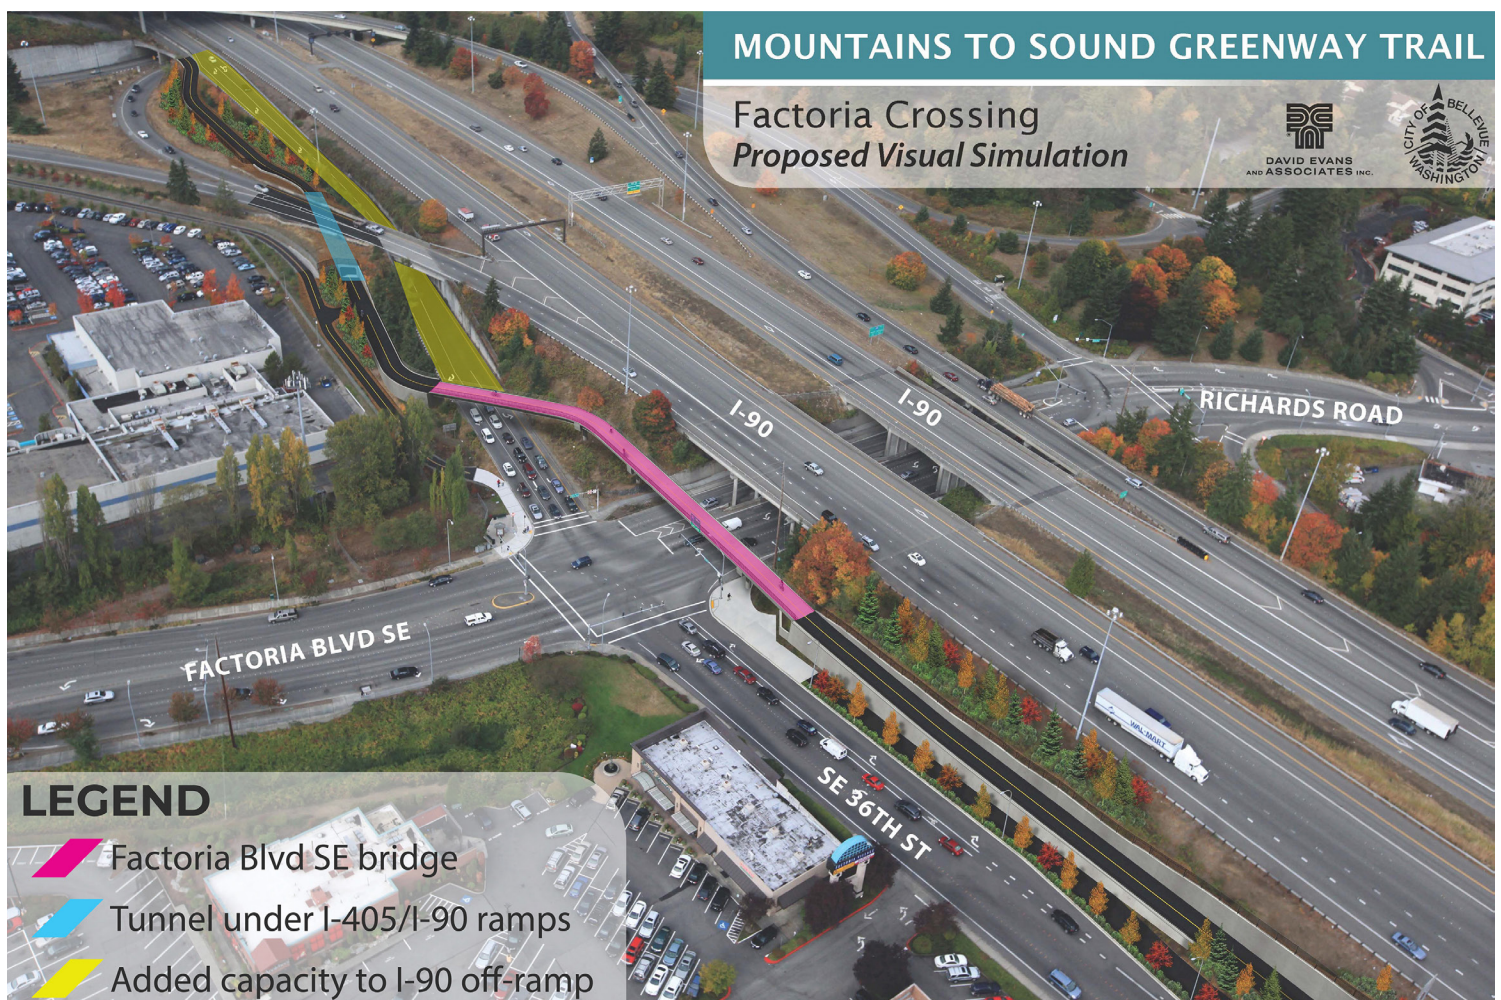 MOUNTAINS TO SOUND GREENWAY TRAIL
Factoria Crossing
Proposed Visual Simulation
DAVID EVANS
AND ASSOCIATES INC.
CITY OF BELLEVUE
WASHINGTON
I-90
I-90
RICHARDS ROAD
FACTORIA BLVD SE
WAL-MART
SE 36TH ST
LEGEND
Factoria Blvd SE bridge
Tunnel under I-405/I-90 ramps
Added capacity to I-90 off-ramp